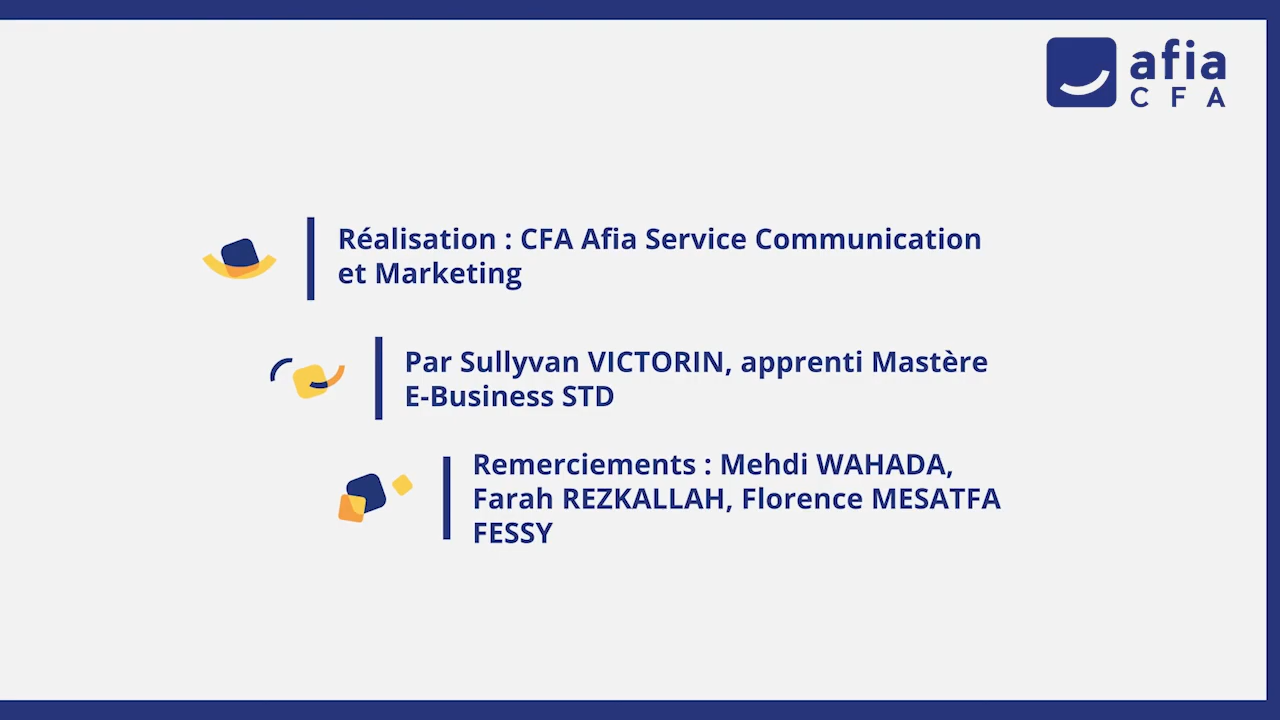 afia
CFA
Réalisation : CFA Afia Service Communication
et Marketing
Par Sullyvan VICTORIN, apprenti Mastère
E-Business STD
Remerciements : Mehdi WAHADA,
Farah REZKALLAH, Florence MESATFA
FESSY